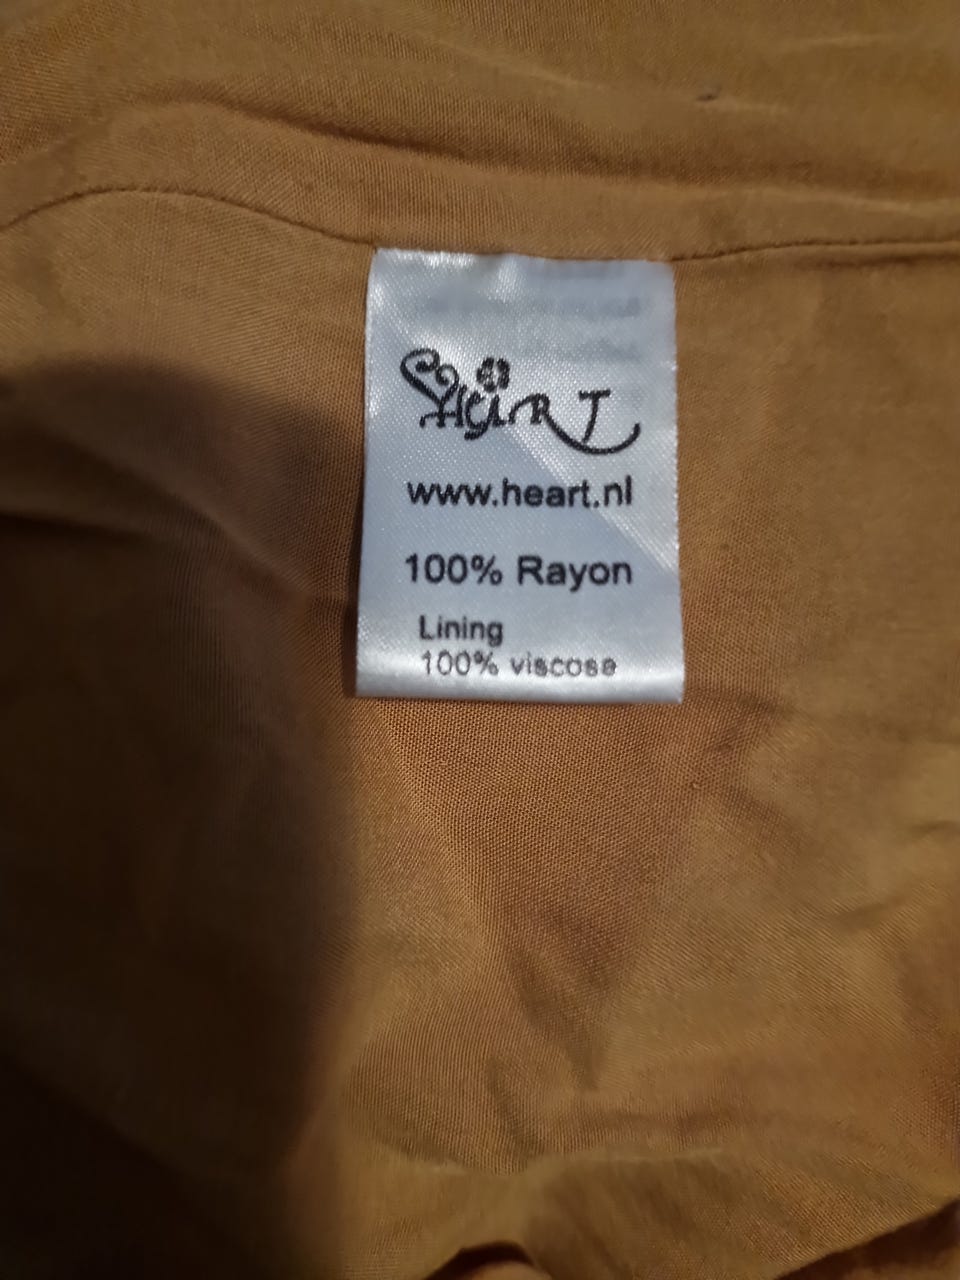 HeART
www.heart.nl
100% Rayon
Lining
100% viscose